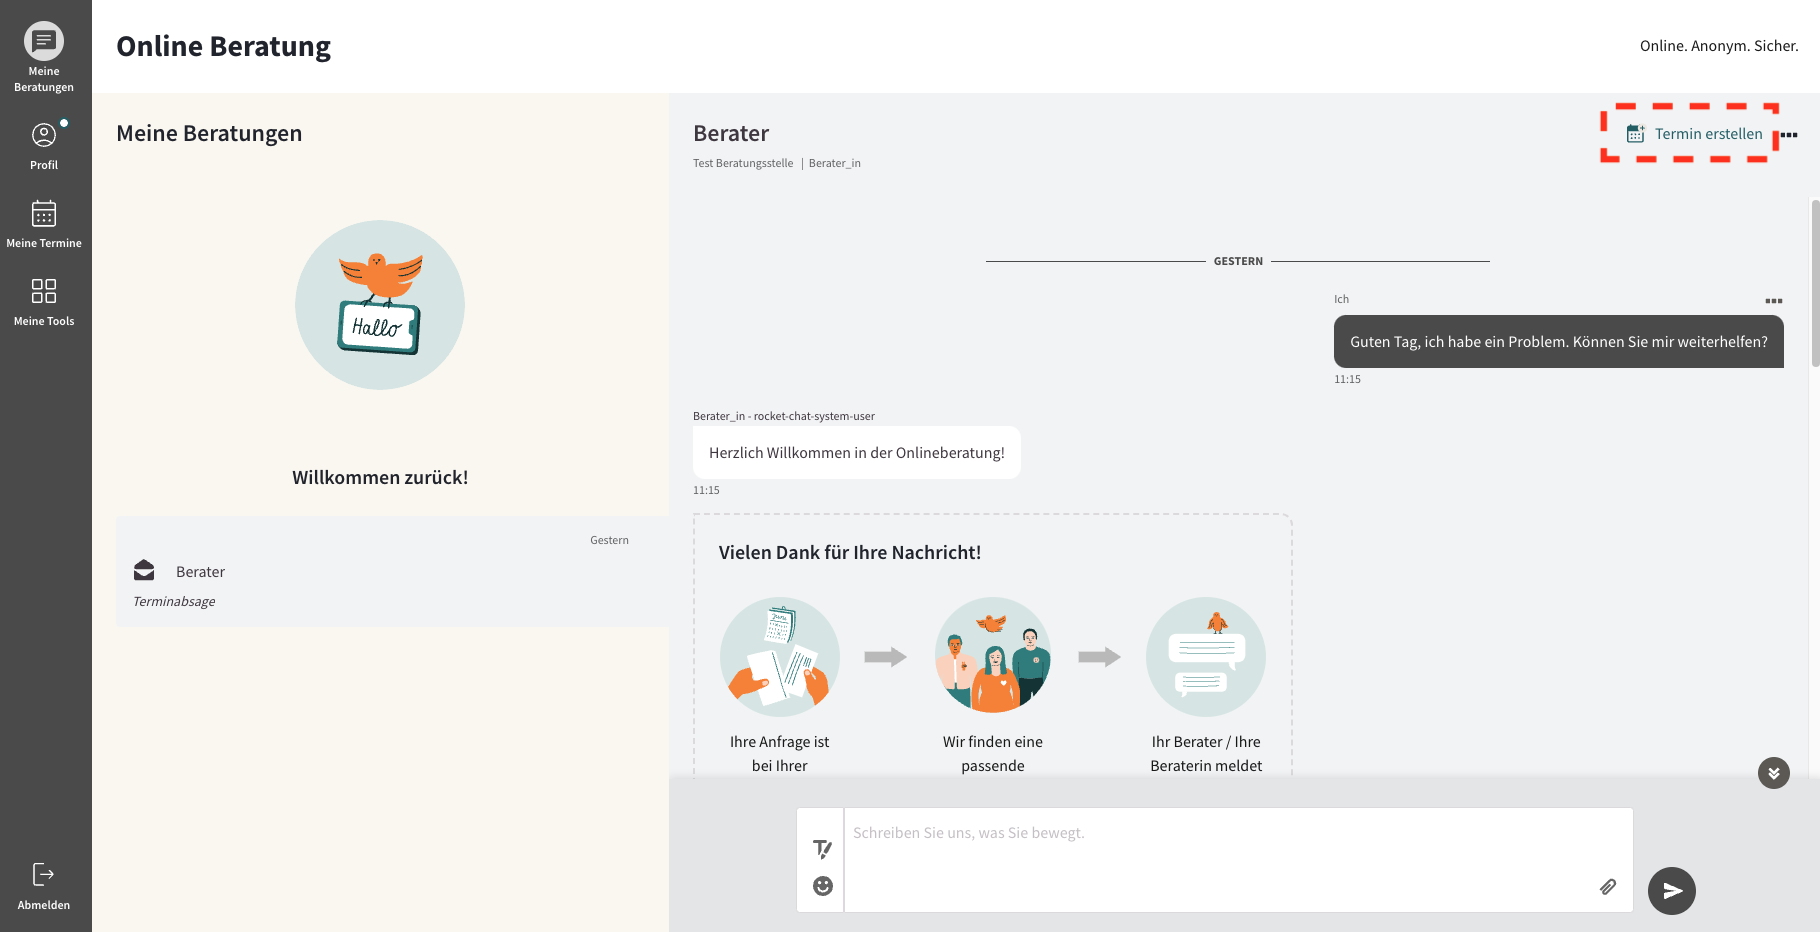 Online Beratung
Online. Anonym. Sicher.
Meine
Beratungen
Profil
Meine Termine
Meine Tools
Abmelden
Meine Beratungen
Hallo
Willkommen zurück!
Gestern
Berater
Terminabsage
Berater
Test Beratungsstelle | Berater_in
Termin erstellen
GESTERN
Ich
Guten Tag, ich habe ein Problem. Können Sie mir weiterhelfen?
11:15
Berater_in - rocket-chat-system-user
Herzlich Willkommen in der Onlineberatung!
11:15
Vielen Dank für Ihre Nachricht!
Ihre Anfrage ist
bei Ihrer
Wir finden eine
passende
Ihr Berater / Ihre
Beraterin meldet
Schreiben Sie uns, was Sie bewegt.